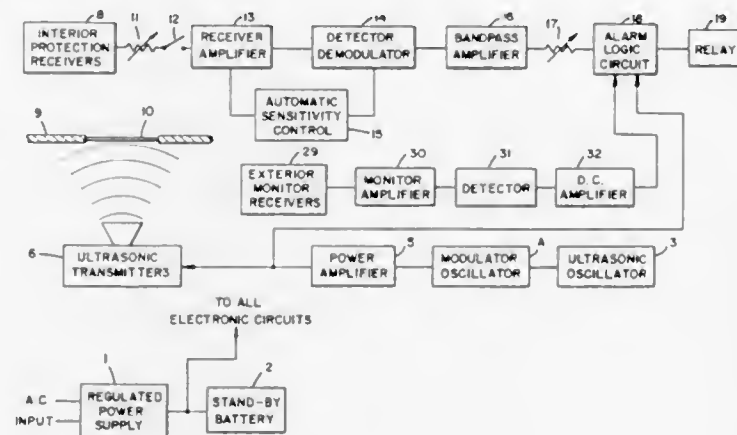 8
11
12
13
14
16
17
18
19
INTERIOR
PROTECTION
RECEIVERS
RECEIVER
AMPLIFIER
DETECTOR
DEMODULATOR
BANDPASS
AMPLIFIER
ALARM
LOGIC
CIRCUIT
RELAY
9
10
AUTOMATIC
SENSITIVITY
CONTROL
15
29
30
31
32
EXTERIOR
MONITOR
RECEIVERS
MONITOR
AMPLIFIER
DETECTOR
D.C.
AMPLIFIER
6
ULTRASONIC
TRANSMITTERS
5
POWER
AMPLIFIER
4
MODULATOR
OSCILLATOR
3
ULTRASONIC
OSCILLATOR
TO ALL
ELECTRONIC CIRCUITS
1
2
A.C.
INPUT
REGULATED
POWER
SUPPLY
STAND-BY
BATTERY